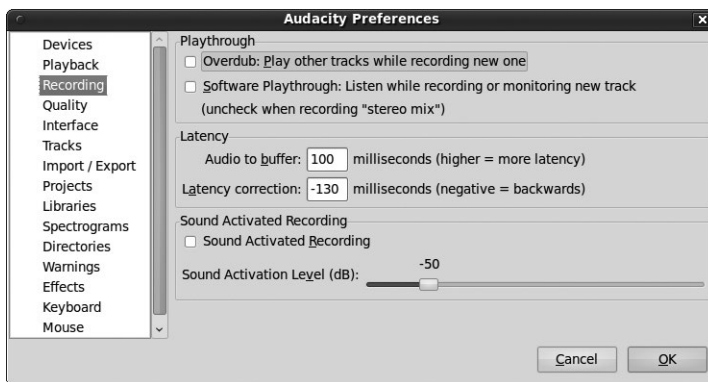 Audacity Preferences
Devices
Playback
Recording
Quality
Interface
Tracks
Import / Export
Projects
Libraries
Spectrograms
Directories
Warnings
Effects
Keyboard
Mouse
Playthrough
Overdub: Play other tracks while recording new one
Software Playthrough: Listen while recording or monitoring new track
(uncheck when recording "stereo mix")
Latency
Audio to buffer: 100 milliseconds (higher = more latency)
Latency correction: -130 milliseconds (negative = backwards)
Sound Activated Recording
Sound Activated Recording
-50
Sound Activation Level (dB):
Cancel OK